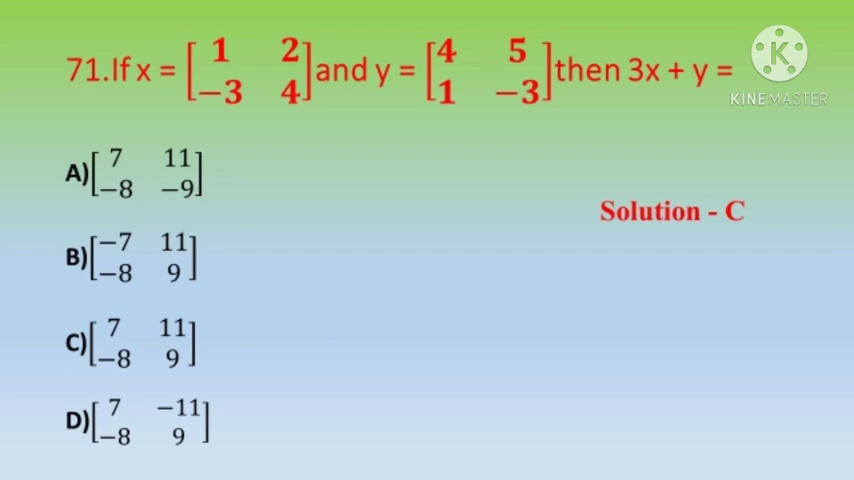 71.If x = [1 2 −3 4] and y = [4 5 1 −3] then 3x + y =
KINEMASTER
A)[7 11 −8 −9]
Solution - C
B)[−7 11 −8 9]
C)[7 11 −8 9]
D)[7 −11 −8 9]